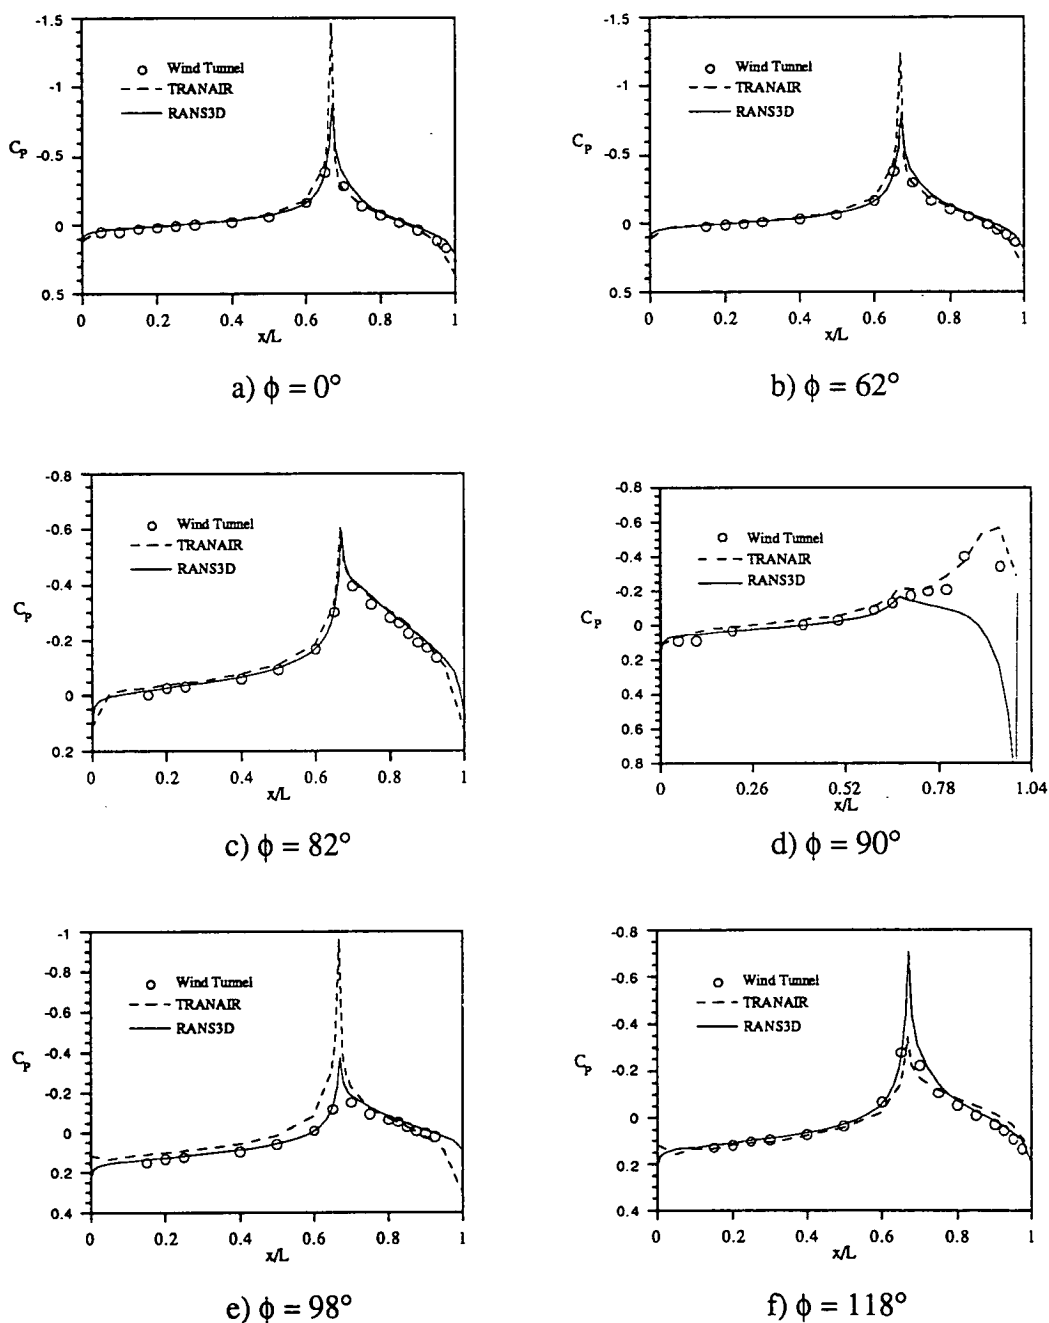 -1.5
-1
-0.5
0
0.5
C_P
Wind Tunnel
TRANAIR
RANS3D
0 0.2 0.4 0.6 0.8 1
x/L
a) ϕ = 0°
-1.5
-1
-0.5
0
0.5
C_P
Wind Tunnel
TRANAIR
RANS3D
0 0.2 0.4 0.6 0.8 1
x/L
b) ϕ = 62°
-0.8
-0.6
-0.4
-0.2
0
0.2
C_P
Wind Tunnel
TRANAIR
RANS3D
0 0.2 0.4 0.6 0.8 1
x/L
c) ϕ = 82°
-0.8
-0.6
-0.4
-0.2
0
0.2
0.4
0.6
0.8
C_P
Wind Tunnel
TRANAIR
RANS3D
0 0.26 0.52 0.78 1.04
x/L
d) ϕ = 90°
-1
-0.8
-0.6
-0.4
-0.2
0
0.2
0.4
C_P
Wind Tunnel
TRANAIR
RANS3D
0 0.2 0.4 0.6 0.8 1
x/L
e) ϕ = 98°
-0.8
-0.6
-0.4
-0.2
0
0.2
0.4
C_P
Wind Tunnel
TRANAIR
RANS3D
0 0.2 0.4 0.6 0.8 1
x/L
f) ϕ = 118°